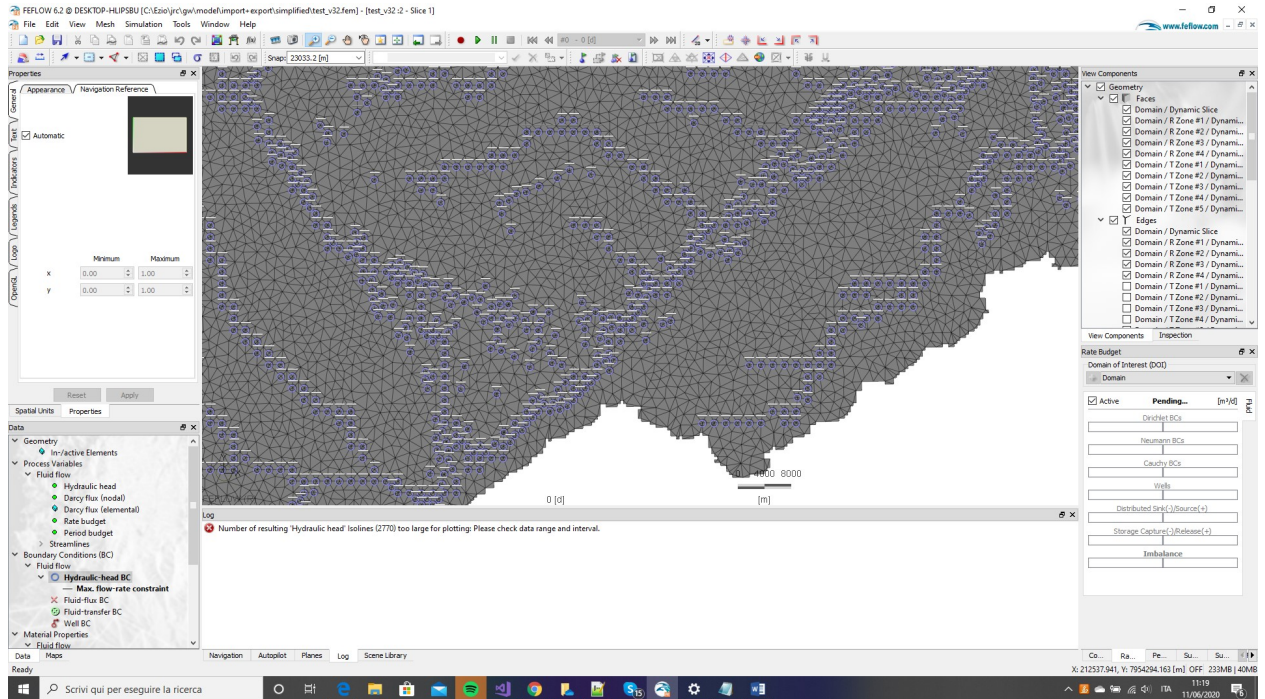 FEFLOW 6.2 @ DESKTOP-HLIPSBU [C:\Ezio\jrc\gw\model\import+export\simplified\test_v32.fem] - [test_v32 :2 - Slice 1]
File Edit View Mesh Simulation Tools Window Help
www.feflow.com
#0 - 0 [d]
Snap: 23033.2 [m]
Properties
Appearance Navigation Reference
General
Text
Indicators
Legends
Logo
OpenGL
Automatic
Minimum Maximum
x 0.00 1.00
y 0.00 1.00
Reset Apply
Spatial Units Properties
Data
Geometry
In-/active Elements
Process Variables
Fluid flow
Hydraulic head
Darcy flux (nodal)
Darcy flux (elemental)
Rate budget
Period budget
Streamlines
Boundary Conditions (BC)
Fluid flow
Hydraulic-head BC
Max. flow-rate constraint
Fluid-flux BC
Fluid-transfer BC
Well BC
Material Properties
Fluid flow
Data Maps
Ready
0 4000 8000
0 [d] [m]
Log
Number of resulting 'Hydraulic head' Isolines (2770) too large for plotting: Please check data range and interval.
Navigation Autopilot Planes Log Scene Library
View Components
Geometry
Faces
Domain / Dynamic Slice
Domain / R Zone #1 / Dynami...
Domain / R Zone #2 / Dynami...
Domain / R Zone #3 / Dynami...
Domain / R Zone #4 / Dynami...
Domain / T Zone #1 / Dynami...
Domain / T Zone #2 / Dynami...
Domain / T Zone #3 / Dynami...
Domain / T Zone #4 / Dynami...
Domain / T Zone #5 / Dynami...
Edges
Domain / Dynamic Slice
Domain / R Zone #1 / Dynami...
Domain / R Zone #2 / Dynami...
Domain / R Zone #3 / Dynami...
Domain / R Zone #4 / Dynami...
Domain / T Zone #1 / Dynami...
Domain / T Zone #2 / Dynami...
Domain / T Zone #3 / Dynami...
Domain / T Zone #4 / Dynami...
View Components Inspection
Rate Budget
Domain of Interest (DOI)
Domain
Active Pending... [m³/d]
Fluid
Dirichlet BCs
Neumann BCs
Cauchy BCs
Wells
Distributed Sink(-)/Source(+)
Storage Capture(-)/Release(+)
Imbalance
Co... Ra... Pe... Su... Su...
X: 212537.941, Y: 7954294.163 [m] OFF 233MB | 40MB
Scrivi qui per eseguire la ricerca
ITA
11:19
11/06/2020